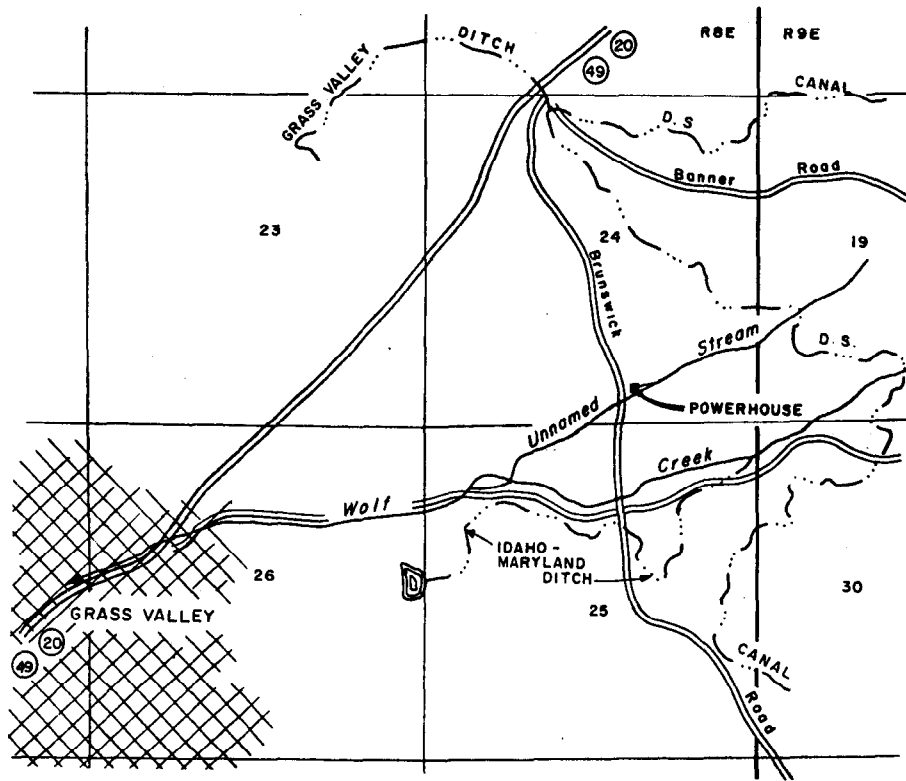 R8E R9E
GRASS VALLEY DITCH
20
49
CANAL
D.S
Banner Road
23
24
19
Brunswick
Unnamed Stream
D.S.
POWERHOUSE
Wolf Creek
IDAHO-
MARYLAND
DITCH
26
25
30
GRASS VALLEY
20
49
CANAL
Road